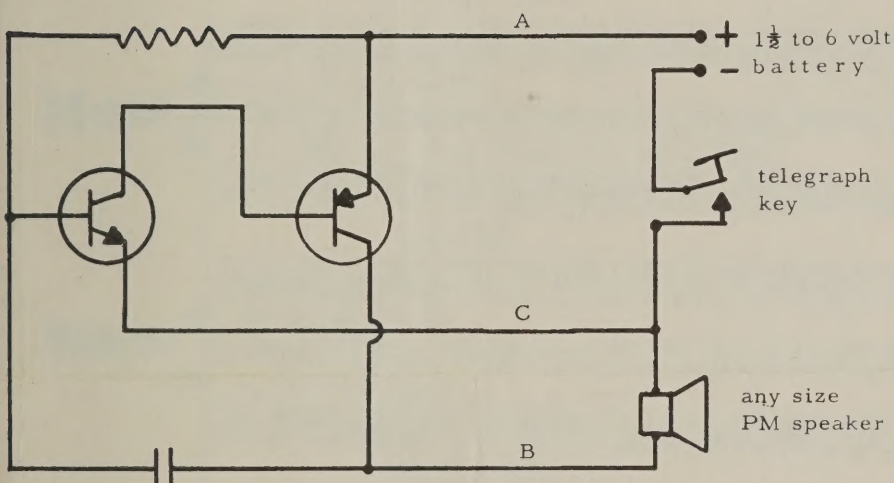 A
+ 1½ to 6 volt
- battery
telegraph
key
C
any size
PM speaker
B